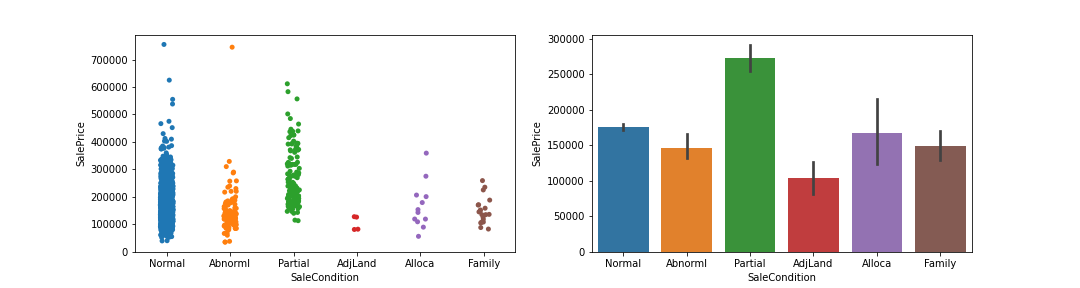 700000
600000
500000
400000
300000
200000
100000
0
SalePrice
Normal Abnorml Partial AdjLand Alloca Family
SaleCondition
300000
250000
200000
150000
100000
50000
0
SalePrice
Normal Abnorml Partial AdjLand Alloca Family
SaleCondition